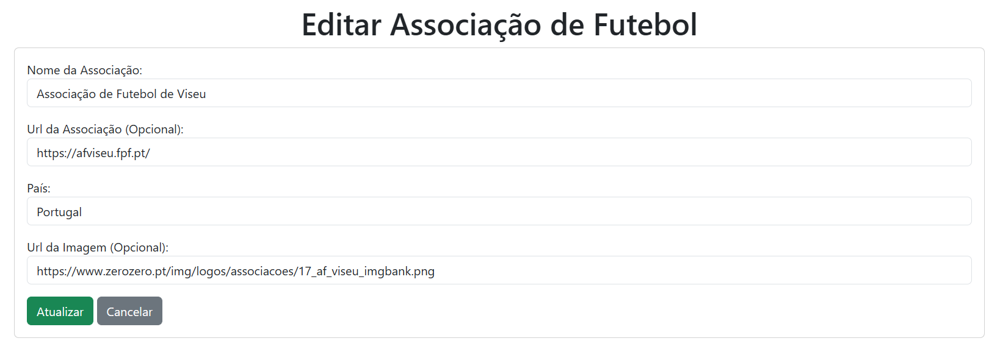 Editar Associação de Futebol
Nome da Associação:
Associação de Futebol de Viseu
Url da Associação (Opcional):
https://afviseu.fpf.pt/
País:
Portugal
Url da Imagem (Opcional):
https://www.zerozero.pt/img/logos/associacoes/17_af_viseu_imgbank.png
Atualizar Cancelar